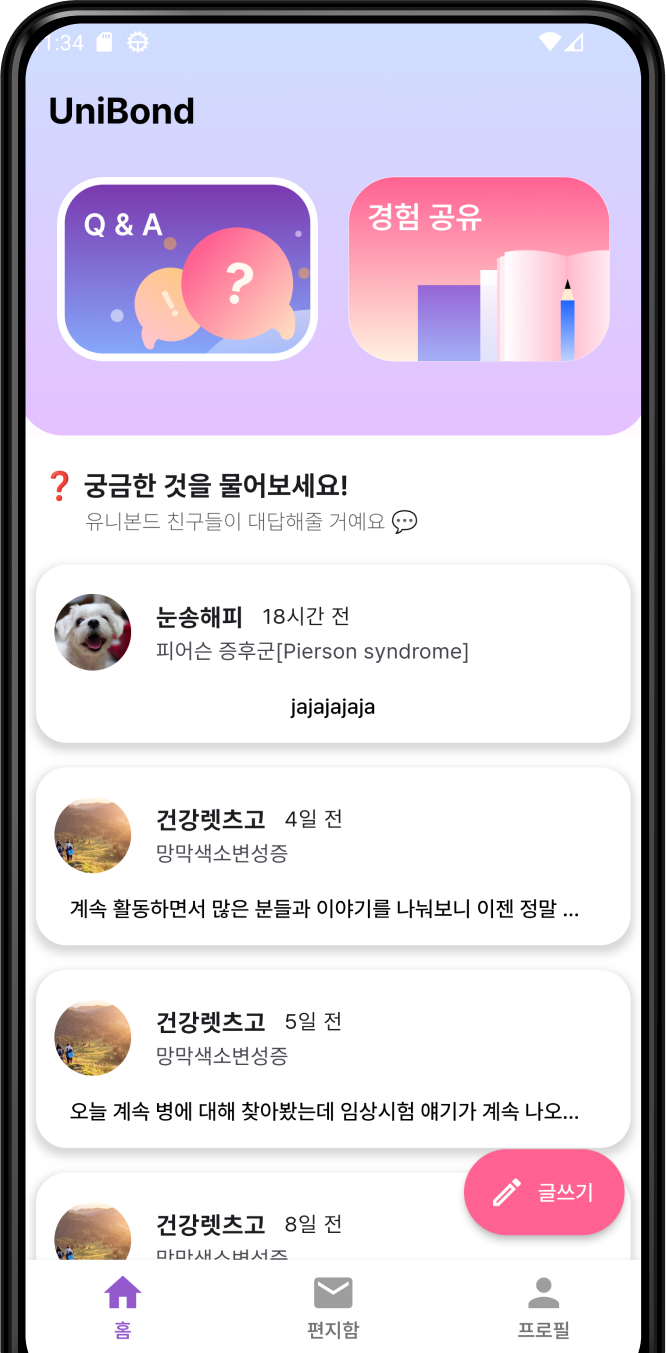 1:34
UniBond
Q & A
경험 공유
❓ 궁금한 것을 물어보세요!
유니본드 친구들이 대답해줄 거예요 💬
눈송해피 18시간 전
피어슨 증후군[Pierson syndrome]
jajajajaja
건강렛츠고 4일 전
망막색소변성증
계속 활동하면서 많은 분들과 이야기를 나눠보니 이젠 정말 ...
건강렛츠고 5일 전
망막색소변성증
오늘 계속 병에 대해 찾아봤는데 임상시험 얘기가 계속 나오...
글쓰기
건강렛츠고 8일 전
망막색소변성증
홈 편지함 프로필